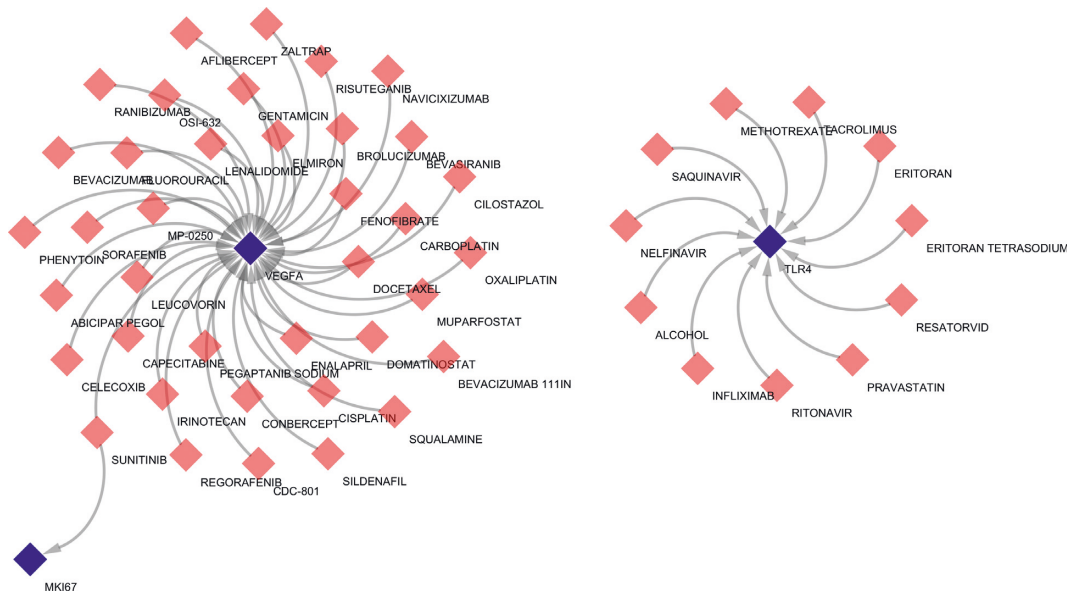 ZALTRAP
AFLIBERCEPT
RISUTEGANIB
NAVICIXIZUMAB
RANIBIZUMAB
OSI-632
GENTAMICIN
BROLUCIZUMAB
BEVASIRANIB
ELMIRON
LENALIDOMIDE
CILOSTAZOL
BEVACIZUMAB
FLUOROURACIL
FENOFIBRATE
CARBOPLATIN
MP-0250
SORAFENIB
PHENYTOIN
VEGFA
OXALIPLATIN
DOCETAXEL
LEUCOVORIN
MUPARFOSTAT
ABICIPAR PEGOL
CAPECITABINE
ENALAPRIL
DOMATINOSTAT
PEGAPTANIB SODIUM
CELECOXIB
BEVACIZUMAB 111IN
IRINOTECAN
CONBERCEPT
CISPLATIN
SQUALAMINE
SUNITINIB
REGORAFENIB
CDC-801
SILDENAFIL
MKI67
METHOTREXATE
TACROLIMUS
SAQUINAVIR
ERITORAN
NELFINAVIR
ERITORAN TETRASODIUM
TLR4
ALCOHOL
RESATORVID
INFLIXIMAB
PRAVASTATIN
RITONAVIR